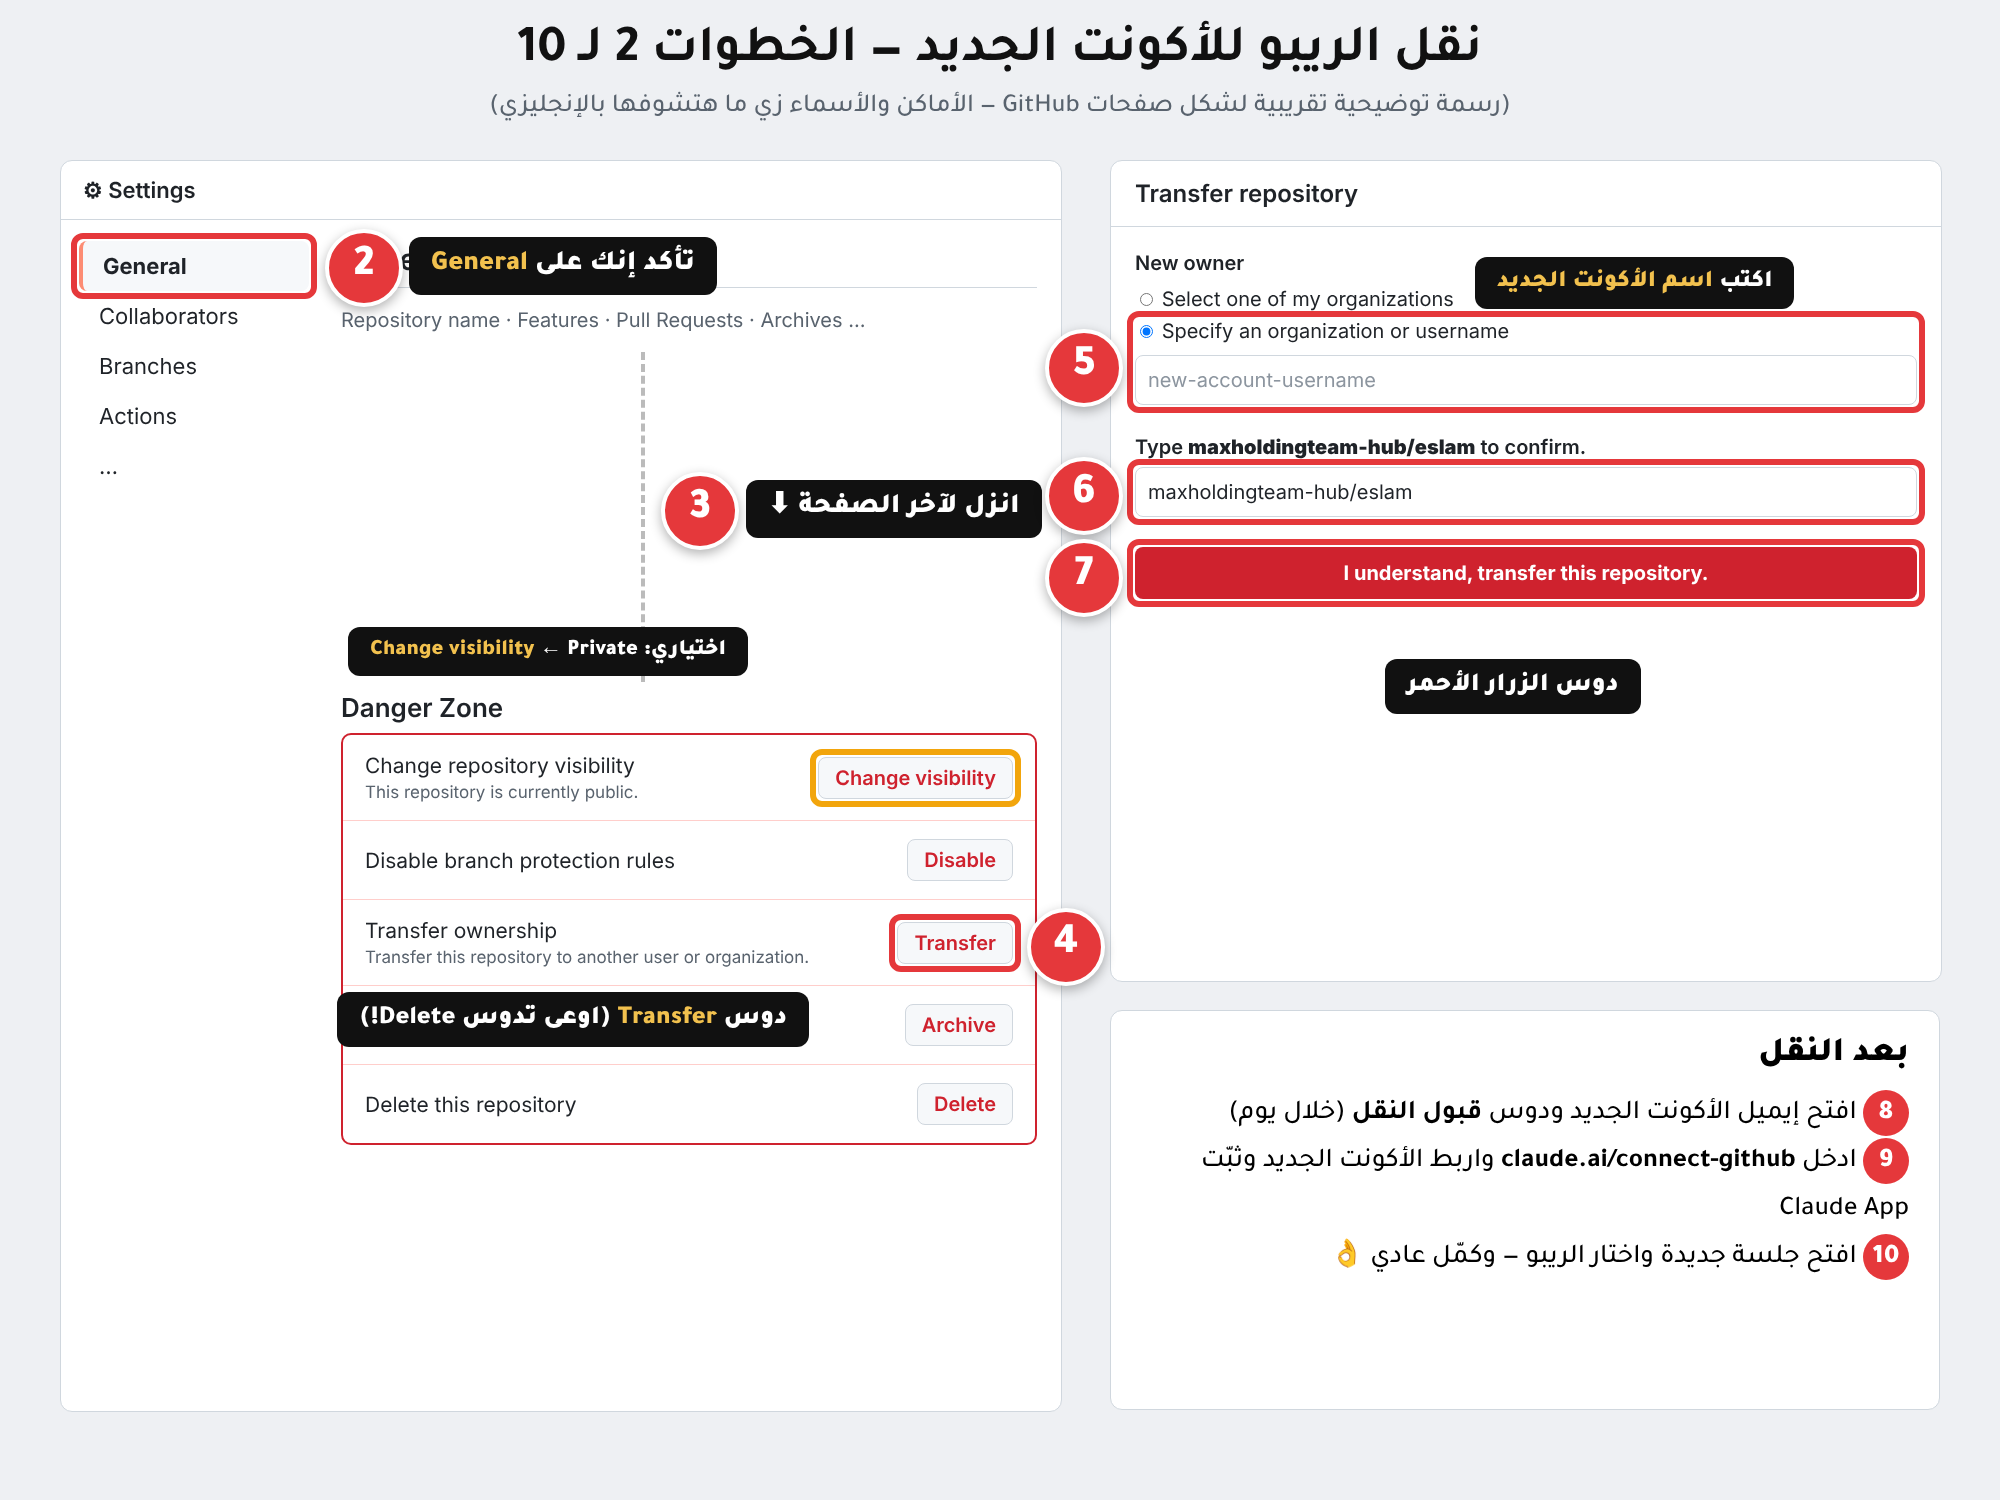 نقل الريبو للأكونت الجديد – الخطوات 2 لـ 10
(رسمة توضيحية تقريبية لشكل صفحات GitHub – الأماكن والأسماء زي ما هتشوفها بالإنجليزي)
⚙ Settings
General
2
تأكد إنك على General
Collaborators
Branches
Actions
...
Repository name · Features · Pull Requests · Archives ...
3
انزل لآخر الصفحة ⬇
اختياري: Change visibility ← Private
Danger Zone
Change repository visibility
This repository is currently public.
Change visibility
Disable branch protection rules
Disable
Transfer ownership
Transfer this repository to another user or organization.
Transfer
4
دوس Transfer (اوعى تدوس Delete!)
Archive
Delete this repository
Delete
Transfer repository
New owner
اكتب اسم الأكونت الجديد
Select one of my organizations
Specify an organization or username
5
new-account-username
Type maxholdingteam-hub/eslam to confirm.
6
maxholdingteam-hub/eslam
7
I understand, transfer this repository.
دوس الزرار الأحمر
بعد النقل
8 افتح إيميل الأكونت الجديد ودوس قبول النقل (خلال يوم)
9 ادخل claude.ai/connect-github واربط الأكونت الجديد وثبّت
Claude App
10 افتح جلسة جديدة واختار الريبو – وكمّل عادي 👌